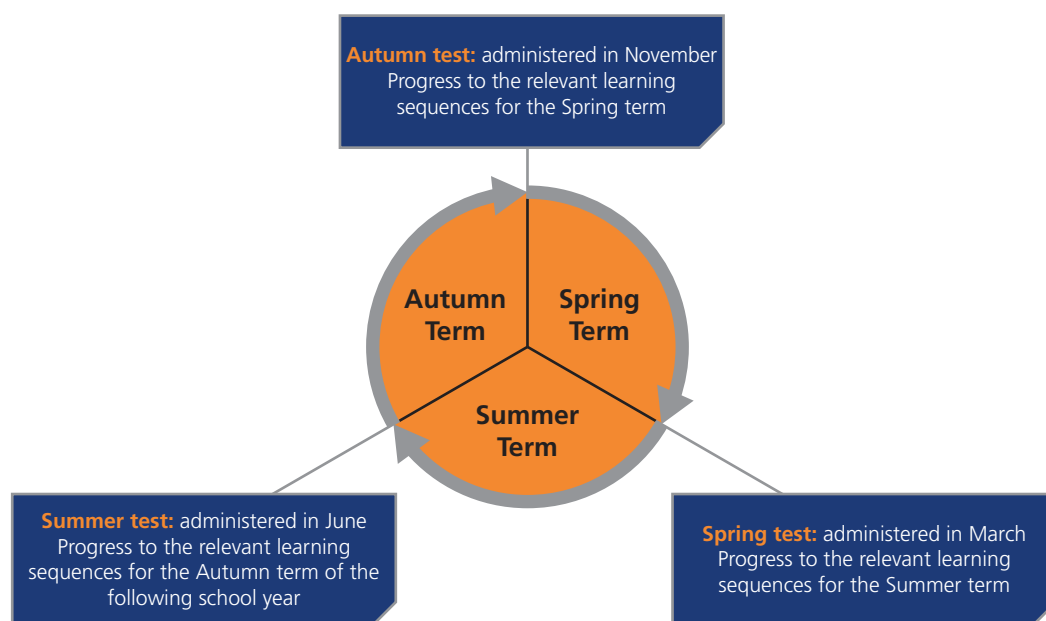 Autumn test: administered in November
Progress to the relevant learning
sequences for the Spring term
Autumn
Term
Spring
Term
Summer
Term
Summer test: administered in June
Progress to the relevant learning
sequences for the Autumn term of the
following school year
Spring test: administered in March
Progress to the relevant learning
sequences for the Summer term